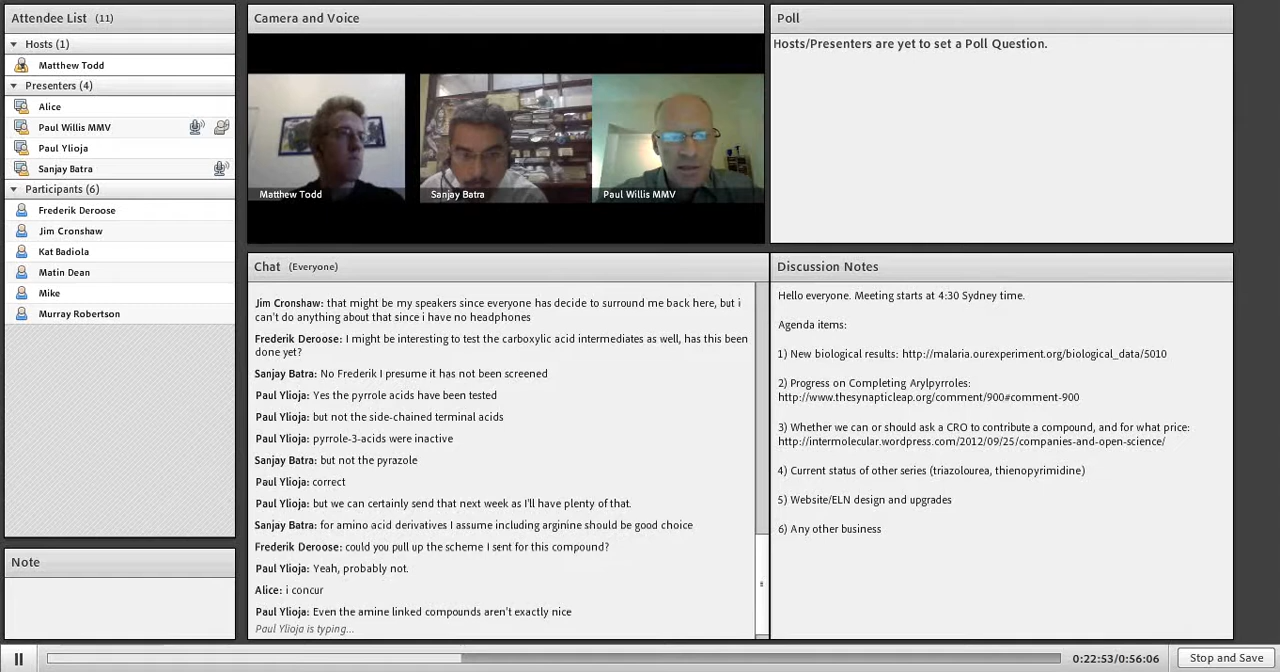 Attendee List (11)
Hosts (1)
Matthew Todd
Presenters (4)
Alice
Paul Willis MMV
Paul Ylioja
Sanjay Batra
Participants (6)
Frederik Deroose
Jim Cronshaw
Kat Badiola
Matin Dean
Mike
Murray Robertson
Note
Camera and Voice
Matthew Todd
Sanjay Batra
Paul Willis MMV
Poll
Hosts/Presenters are yet to set a Poll Question.
Chat (Everyone)
Jim Cronshaw: that might be my speakers since everyone has decide to surround me back here, but i
can't do anything about that since i have no headphones
Frederik Deroose: I might be interesting to test the carboxylic acid intermediates as well, has this been
done yet?
Sanjay Batra: No Frederik I presume it has not been screened
Paul Ylioja: Yes the pyrrole acids have been tested
Paul Ylioja: but not the side-chained terminal acids
Paul Ylioja: pyrrole-3-acids were inactive
Sanjay Batra: but not the pyrazole
Paul Ylioja: correct
Paul Ylioja: but we can certainly send that next week as I'll have plenty of that.
Sanjay Batra: for amino acid derivatives I assume including arginine should be good choice
Frederik Deroose: could you pull up the scheme I sent for this compound?
Paul Ylioja: Yeah, probably not.
Alice: i concur
Paul Ylioja: Even the amine linked compounds aren't exactly nice
Paul Ylioja is typing...
Discussion Notes
Hello everyone. Meeting starts at 4:30 Sydney time.
Agenda items:
1) New biological results: http://malaria.ourexperiment.org/biological_data/5010
2) Progress on Completing Arylpyrroles:
http://www.thesynapticleap.org/comment/900#comment-900
3) Whether we can or should ask a CRO to contribute a compound, and for what price:
http://intermolecular.wordpress.com/2012/09/25/companies-and-open-science/
4) Current status of other series (triazolourea, thienopyrimidine)
5) Website/ELN design and upgrades
6) Any other business
0:22:53/0:56:06
Stop and Save